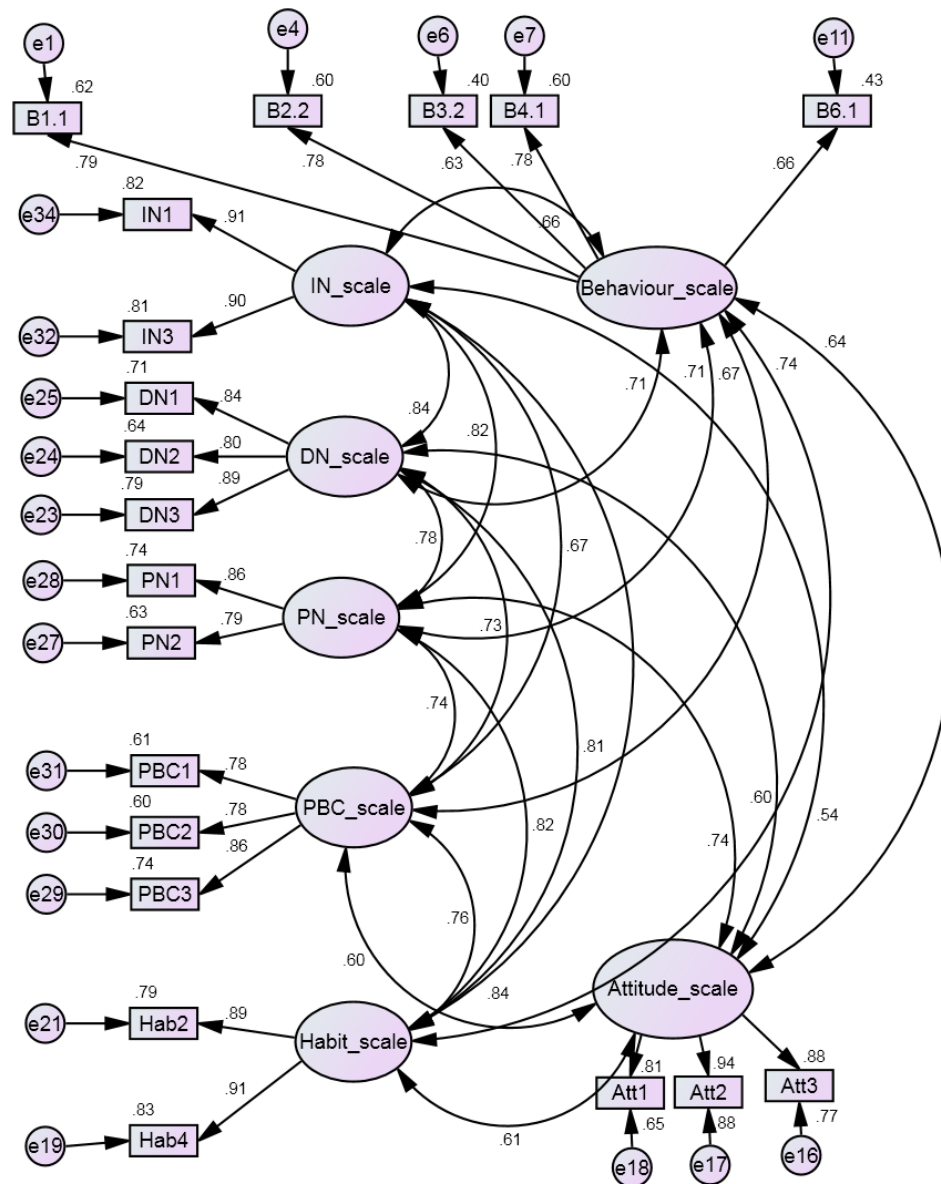 e1
e4
e6
e7
e11
.62
.60
.40
.60
.43
B1.1
B2.2
B3.2
B4.1
B6.1
.79
.78
.63
.78
.66
e34
.82
IN1
.91
.66
IN_scale
Behaviour_scale
e32
.81
IN3
.90
.71
.71
.67
.74
.64
e25
.71
DN1
.84
.84
.82
e24
.64
DN2
.80
DN_scale
e23
.79
DN3
.89
.78
.67
e28
.74
PN1
.86
PN_scale
.73
e27
.63
PN2
.79
.74
.81
e31
.61
PBC1
.78
PBC_scale
.60
.54
e30
.60
PBC2
.78
.82
.74
e29
.74
PBC3
.86
.76
.60
.84
Attitude_scale
e21
.79
Hab2
.89
Habit_scale
.81
.94
.88
Att1
Att2
Att3
e19
.83
Hab4
.91
.61
.65
.88
.77
e18
e17
e16